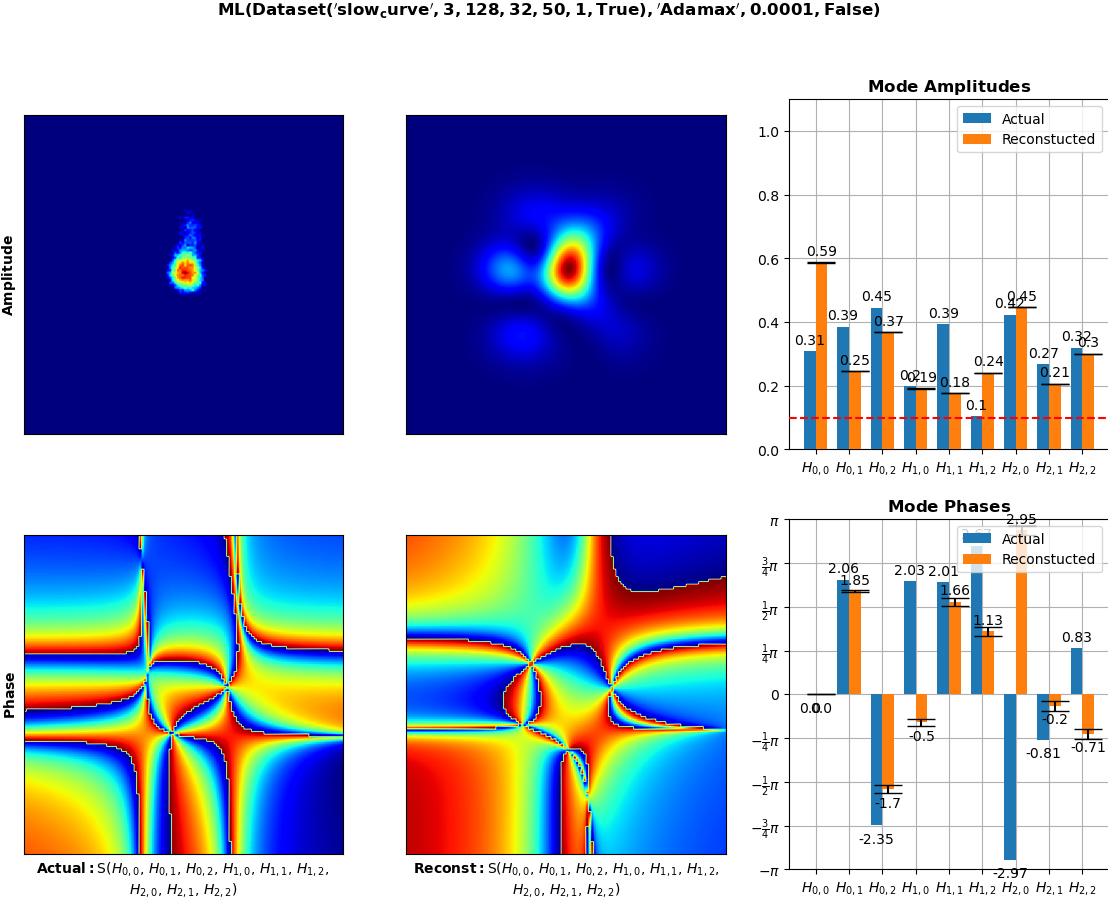 ML(Dataset('slow_curve', 3, 128, 32, 50, 1, True), 'Adamax', 0.0001, False)
Amplitude
Mode Amplitudes
Actual
Reconstucted
1.0
0.8
0.6
0.4
0.2
0.0
0.31
0.59
0.39
0.25
0.45
0.37
0.2
0.19
0.39
0.18
0.1
0.24
0.42
0.45
0.27
0.21
0.32
0.3
H0,0 H0,1 H0,2 H1,0 H1,1 H1,2 H2,0 H2,1 H2,2
Phase
Mode Phases
Actual
Reconstucted
π
3/4π
1/2π
1/4π
0
−1/4π
−1/2π
−3/4π
−π
0.0
0.0
2.06
1.85
-2.35
-1.7
2.03
-0.5
2.01
1.66
2.67
1.13
-2.97
2.95
-0.81
-0.2
0.83
-0.71
H0,0 H0,1 H0,2 H1,0 H1,1 H1,2 H2,0 H2,1 H2,2
Actual: S(H0,0, H0,1, H0,2, H1,0, H1,1, H1,2,
H2,0, H2,1, H2,2)
Reconst: S(H0,0, H0,1, H0,2, H1,0, H1,1, H1,2,
H2,0, H2,1, H2,2)